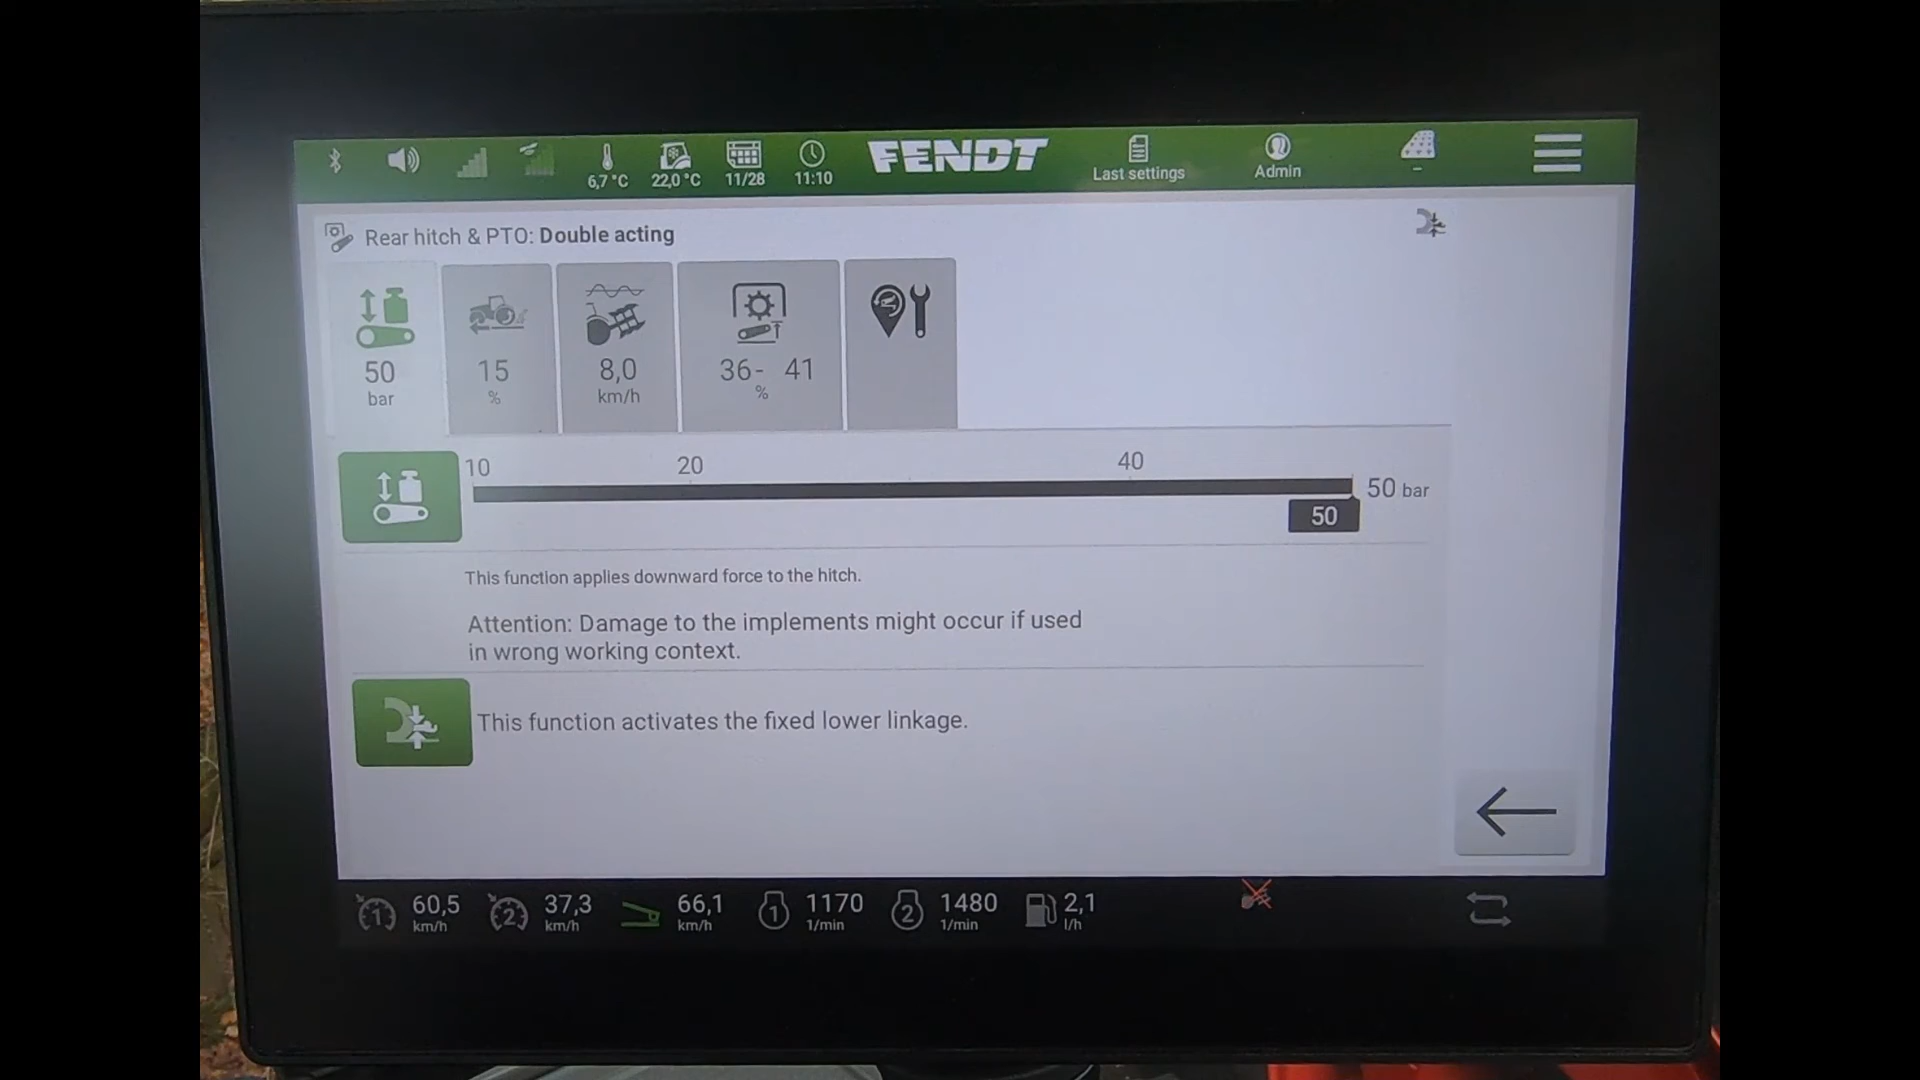 6,7 °C 22,0 °C 11/28 11:10 FENDT Last settings Admin –
Rear hitch & PTO: Double acting
50 15 8,0 36- 41
bar % km/h %
10 20 40
50 bar
50
This function applies downward force to the hitch.
Attention: Damage to the implements might occur if used
in wrong working context.
This function activates the fixed lower linkage.
1 60,5 2 37,3 66,1 1 1170 2 1480 2,1
km/h km/h km/h 1/min 1/min l/h